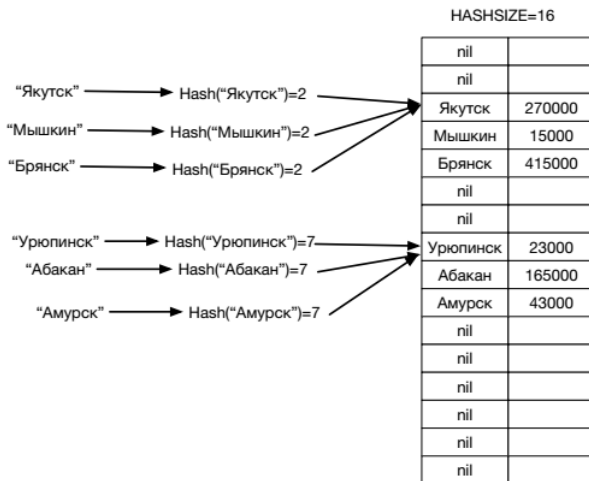 HASHSIZE=16
nil
nil
"Якутск" Hash("Якутск")=2 Якутск 270000
"Мышкин" Hash("Мышкин")=2 Мышкин 15000
"Брянск" Hash("Брянск")=2 Брянск 415000
nil
nil
"Урюпинск" Hash("Урюпинск")=7 Урюпинск 23000
"Абакан" Hash("Абакан")=7 Абакан 165000
"Амурск" Hash("Амурск")=7 Амурск 43000
nil
nil
nil
nil
nil
nil